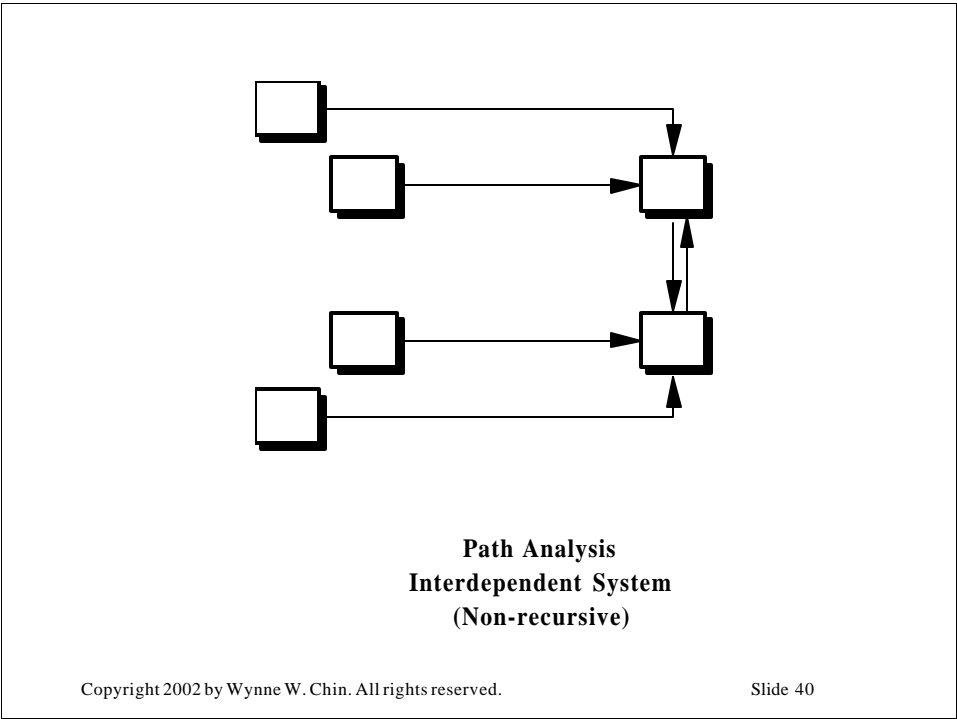 Path Analysis
Interdependent System
(Non-recursive)
Copyright 2002 by Wynne W. Chin. All rights reserved.
Slide 40